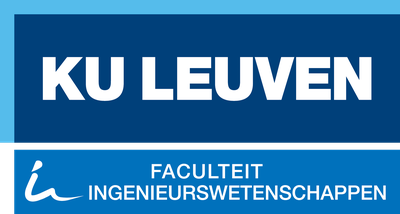 KU LEUVEN
FACULTEIT
INGENIEURSWETENSCHAPPEN